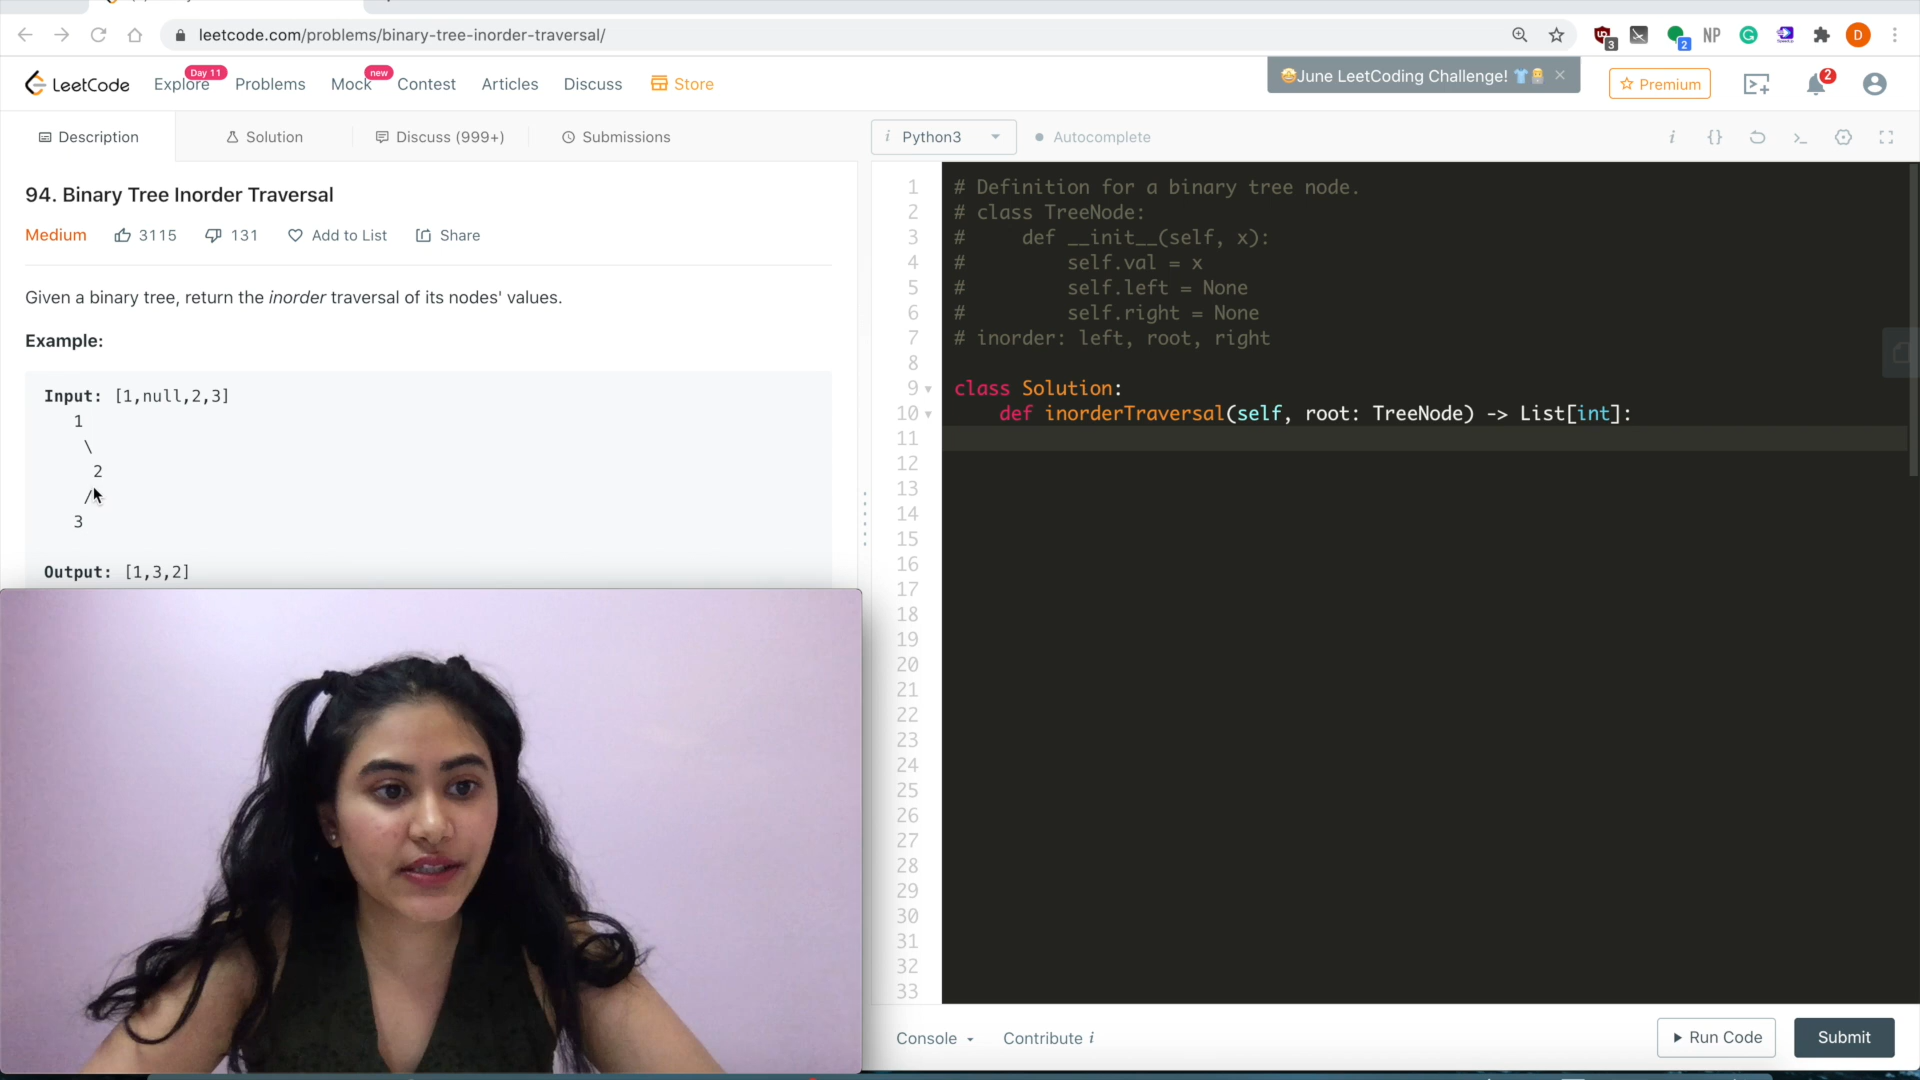 leetcode.com/problems/binary-tree-inorder-traversal/
3
2
NP
D
LeetCode
Explore
Day 11
Problems
Mock
new
Contest
Articles
Discuss
Store
June LeetCoding Challenge!
Premium
2
Description
Solution
Discuss (999+)
Submissions
i Python3
Autocomplete
i {} >_
94. Binary Tree Inorder Traversal
Medium 3115 131 Add to List Share
Given a binary tree, return the inorder traversal of its nodes' values.
Example:
Input: [1,null,2,3]
1
\
2
/
3
Output: [1,3,2]
1 # Definition for a binary tree node.
2 # class TreeNode:
3 #     def __init__(self, x):
4 #         self.val = x
5 #         self.left = None
6 #         self.right = None
7 # inorder: left, root, right
8
9 class Solution:
10     def inorderTraversal(self, root: TreeNode) -> List[int]:
11
12
13
14
15
16
17
18
19
20
21
22
23
24
25
26
27
28
29
30
31
32
33
Console
Contribute i
Run Code
Submit